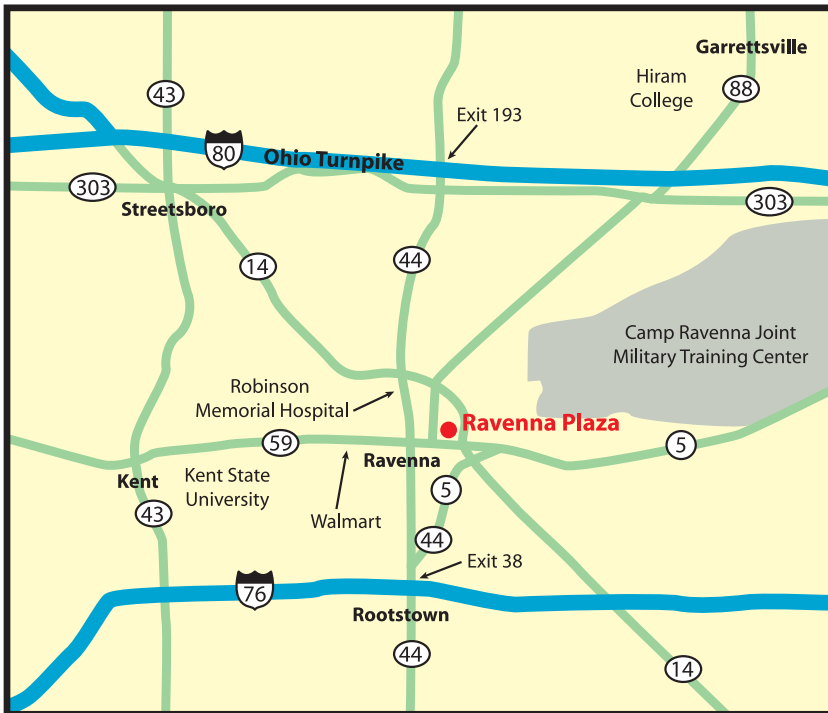 Garrettsville
43
Hiram
College
88
Exit 193
80
Ohio Turnpike
303
303
Streetsboro
14
44
Camp Ravenna Joint
Military Training Center
Robinson
Memorial Hospital
Ravenna Plaza
59
5
Ravenna
Kent
Kent State
University
5
43
Walmart
44
Exit 38
76
Rootstown
44
14